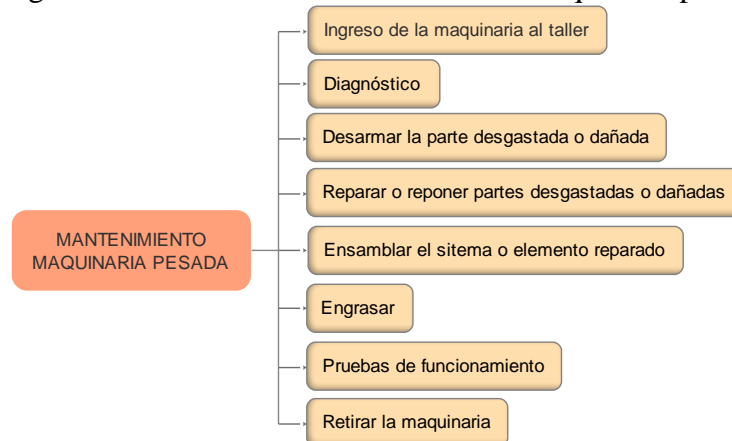 Ingreso de la maquinaria al taller
Diagnóstico
Desarmar la parte desgastada o dañada
Reparar o reponer partes desgastadas o dañadas
MANTENIMIENTO
MAQUINARIA PESADA
Ensamblar el sitema o elemento reparado
Engrasar
Pruebas de funcionamiento
Retirar la maquinaria